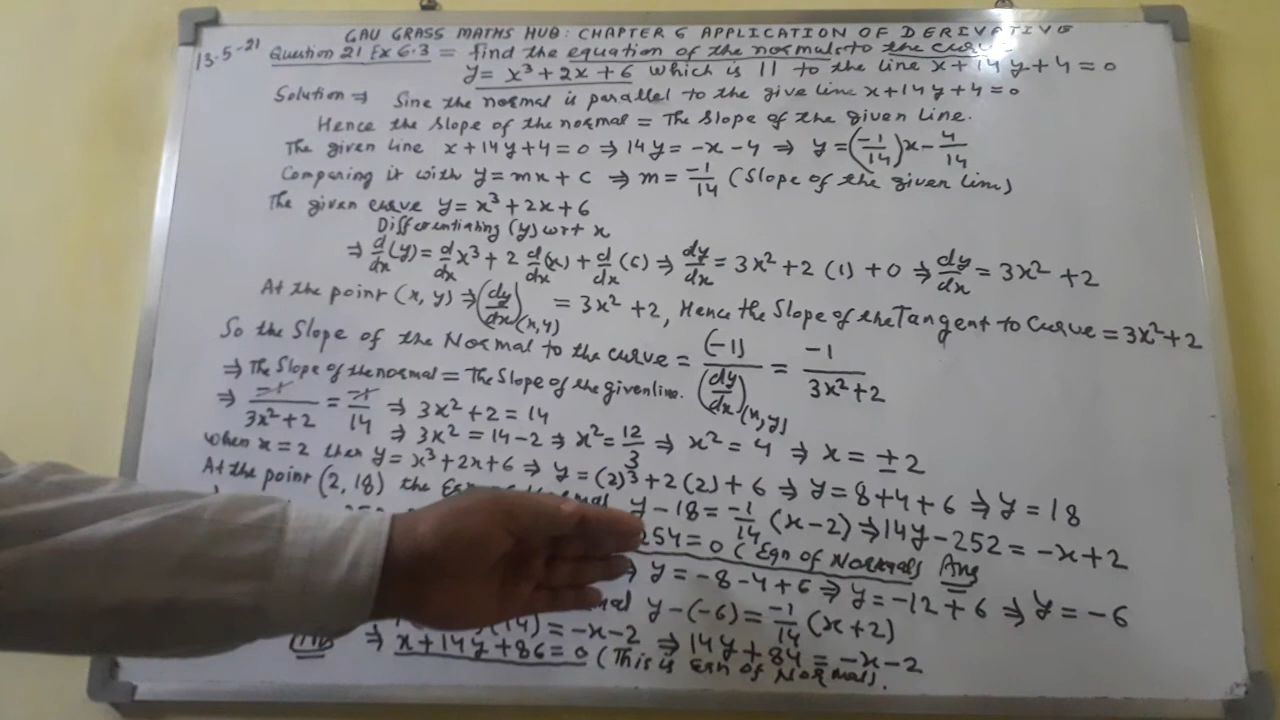 GAU GRASS MATHS HUB: CHAPTER 6 APPLICATION OF DERIVATIVE
13-5-21 Question 21 Ex 6.3 = find the equation of the normals to the curve
y = x³ + 2x + 6 which is 11 to the line x + 14y + 4 = 0
Solution ⇒ Sine the normal is parallel to the give line x + 14y + 4 = 0
Hence the slope of the normal = The slope of the given line.
The given line x + 14y + 4 = 0 ⇒ 14y = -x - 4 ⇒ y = (-1/14)x - 4/14
Comparing it with y = mx + c ⇒ m = -1/14 (slope of the given line)
The given curve y = x³ + 2x + 6
Differentiating (y) wrt x
⇒ d/dx (y) = d/dx x³ + 2 d/dx (x) + d/dx (c) ⇒ dy/dx = 3x² + 2 (1) + 0 ⇒ dy/dx = 3x² + 2
At the point (x, y) ⇒ (dy/dx)(x,y) = 3x² + 2, Hence the slope of the Tangent to curve = 3x² + 2
So the slope of the Normal to the curve = (-1)/(dy/dx)(x,y) = -1/(3x² + 2)
⇒ The slope of the normal = The slope of the given line.
⇒ -1/(3x² + 2) = -1/14 ⇒ 3x² + 2 = 14
⇒ 3x² = 14 - 2 ⇒ x² = 12/3 ⇒ x² = 4 ⇒ x = ± 2
when x = 2 then y = x³ + 2x + 6 ⇒ y = (2)³ + 2(2) + 6 ⇒ y = 8 + 4 + 6 ⇒ y = 18
At the point (2, 18) the Eqn of Normal y - 18 = -1/14 (x - 2) ⇒ 14y - 252 = -x + 2
254 = 0 (Eqn of Normals) Ans
⇒ y = -8 - 4 + 6 ⇒ y = -12 + 6 ⇒ y = -6
y - (-6) = -1/14 (x + 2)
(14) = -x - 2 ⇒ 14y + 84 = -x - 2
⇒ x + 14y + 86 = 0 (This is Eqn of Normal).